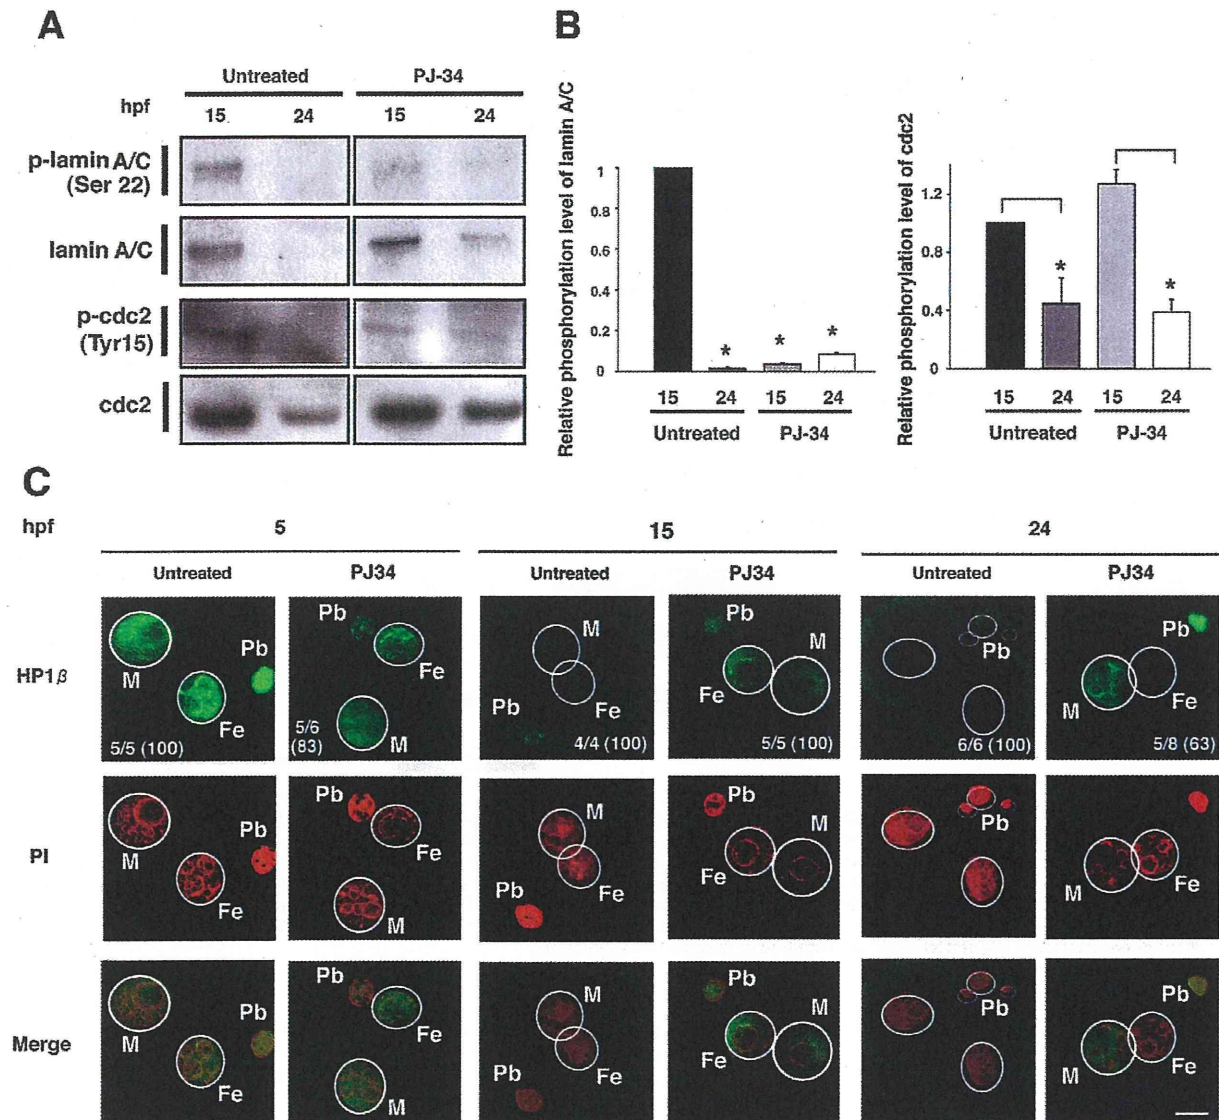 A
Untreated PJ-34
hpf 15 24 15 24
p-lamin A/C
(Ser 22)
lamin A/C
p-cdc2
(Tyr15)
cdc2
B
Relative phosphorylation level of lamin A/C
1
0.8
0.6
0.4
0.2
0
* * *
15 24 15 24
Untreated PJ-34
Relative phosphorylation level of cdc2
1.2
0.8
0.4
0
* *
15 24 15 24
Untreated PJ-34
C
hpf 5 15 24
Untreated PJ34 Untreated PJ34 Untreated PJ34
HP1β
M Pb Fe 5/5 (100)
Pb Fe 5/6 (83) M
M Pb Fe 4/4 (100)
Pb M Fe 5/5 (100)
Pb 6/6 (100)
Pb M 5/8 (63) Fe
PI
M Pb Fe
Pb Fe M
M Pb Fe
Pb M Fe
Pb
M Fe
Merge
M Pb Fe
Pb Fe M
M Pb Fe
Pb M Fe
Pb
Pb M Fe